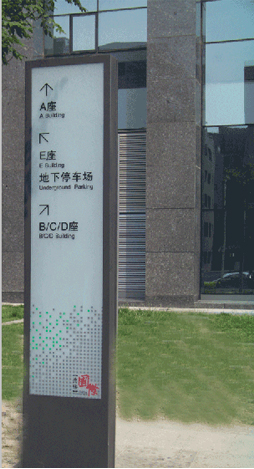 A座
A Building
E座
E Building
地下停车场
Underground Parking
B/C/D座
B/C/D Building